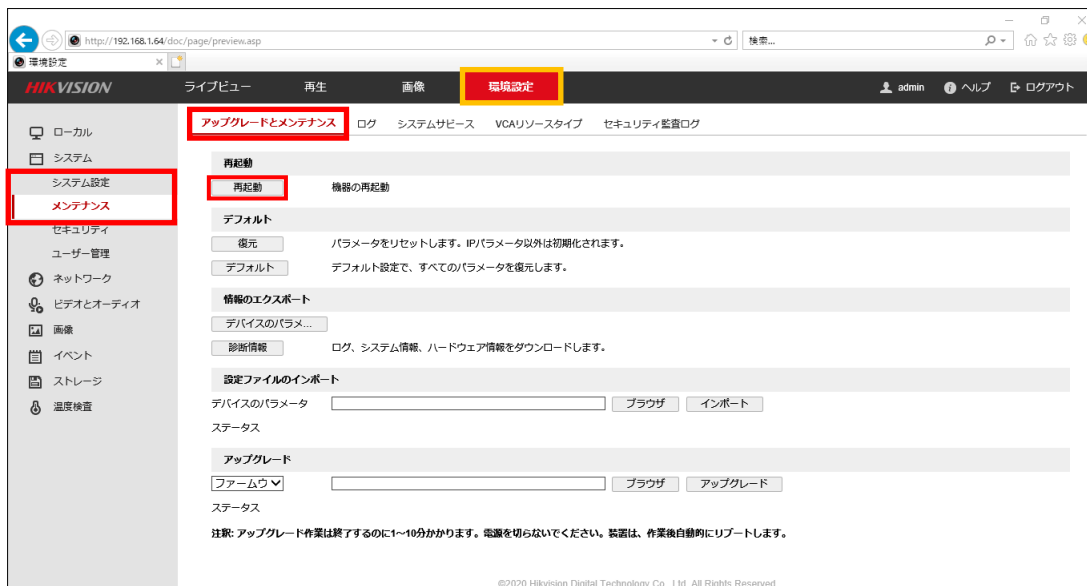 http://192.168.1.64/doc/page/preview.asp
検索...
環境設定
HIKVISION ライブビュー 再生 画像 環境設定 admin ヘルプ ログアウト
アップグレードとメンテナンス ログ システムサビース VCAリソースタイプ セキュリティ監査ログ
ローカル
システム
システム設定
メンテナンス
セキュリティ
ユーザー管理
ネットワーク
ビデオとオーディオ
画像
イベント
ストレージ
温度検査
再起動
再起動 機器の再起動
デフォルト
復元 パラメータをリセットします。IPパラメータ以外は初期化されます。
デフォルト デフォルト設定で、すべてのパラメータを復元します。
情報のエクスポート
デバイスのパラメ...
診断情報 ログ、システム情報、ハードウェア情報をダウンロードします。
設定ファイルのインポート
デバイスのパラメータ ブラウザ インポート
ステータス
アップグレード
ファームウ ブラウザ アップグレード
ステータス
注釈: アップグレード作業は終了するのに1～10分かかります。電源を切らないでください。装置は、作業後自動的にリブートします。
©2020 Hikvision Digital Technology Co., Ltd. All Rights Reserved.